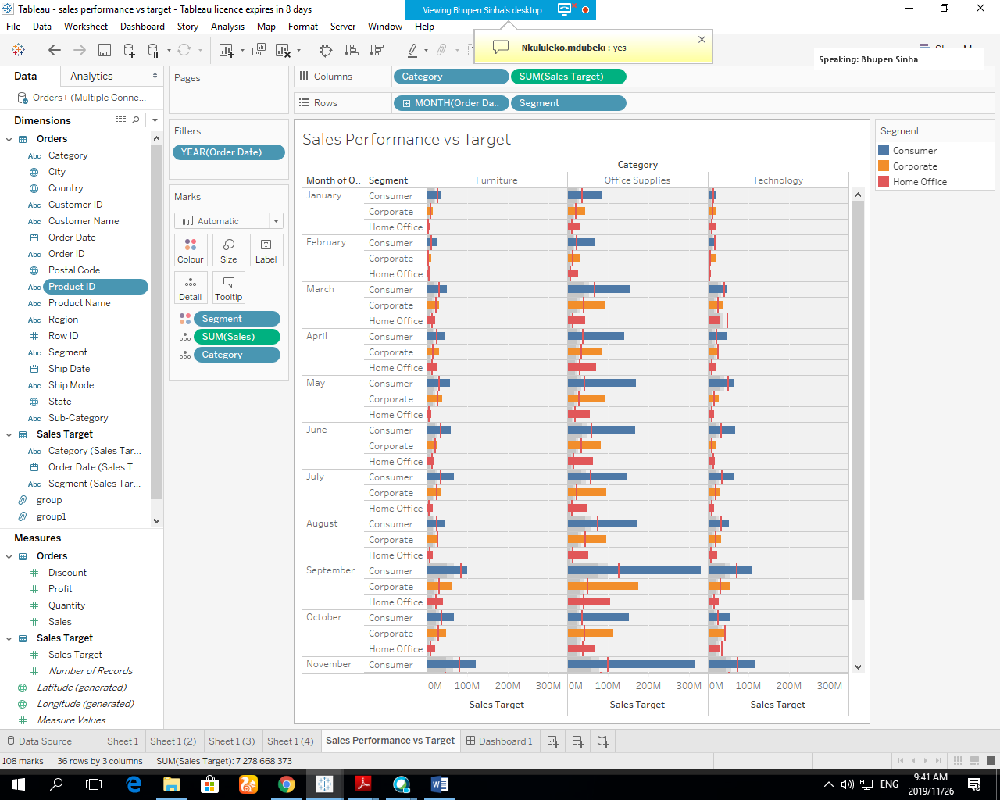 Tableau - sales performance vs target - Tableau licence expires in 8 days
Viewing Bhupen Sinha's desktop
File Data Worksheet Dashboard Story Analysis Map Format Server Window Help
Nkululeko.mdubeki : yes
Speaking: Bhupen Sinha
Data Analytics
Orders+ (Multiple Conne...
Dimensions
Orders
Abc Category
City
Country
Abc Customer ID
Abc Customer Name
Order Date
Abc Order ID
Postal Code
Abc Product ID
Abc Product Name
Abc Region
Row ID
Abc Segment
Ship Date
Abc Ship Mode
State
Abc Sub-Category
Sales Target
Abc Category (Sales Tar...
Order Date (Sales T...
Abc Segment (Sales Tar...
group
group1
Measures
Orders
Discount
Profit
Quantity
Sales
Sales Target
Sales Target
Number of Records
Latitude (generated)
Longitude (generated)
Measure Values
Pages
Filters
YEAR(Order Date)
Marks
Automatic
Colour Size Label
Detail Tooltip
Segment
SUM(Sales)
Category
Columns Category SUM(Sales Target)
Rows MONTH(Order Da.. Segment
Sales Performance vs Target
Category
Month of O.. Segment Furniture Office Supplies Technology
January Consumer
Corporate
Home Office
February Consumer
Corporate
Home Office
March Consumer
Corporate
Home Office
April Consumer
Corporate
Home Office
May Consumer
Corporate
Home Office
June Consumer
Corporate
Home Office
July Consumer
Corporate
Home Office
August Consumer
Corporate
Home Office
September Consumer
Corporate
Home Office
October Consumer
Corporate
Home Office
November Consumer
0M 100M 200M 300M 0M 100M 200M 300M 0M 100M 200M 300M
Sales Target Sales Target Sales Target
Segment
Consumer
Corporate
Home Office
Data Source Sheet 1 Sheet 1 (2) Sheet 1 (3) Sheet 1 (4) Sales Performance vs Target Dashboard 1
108 marks 36 rows by 3 columns SUM(Sales Target): 7 278 668 373
ENG
9:41 AM
2019/11/26